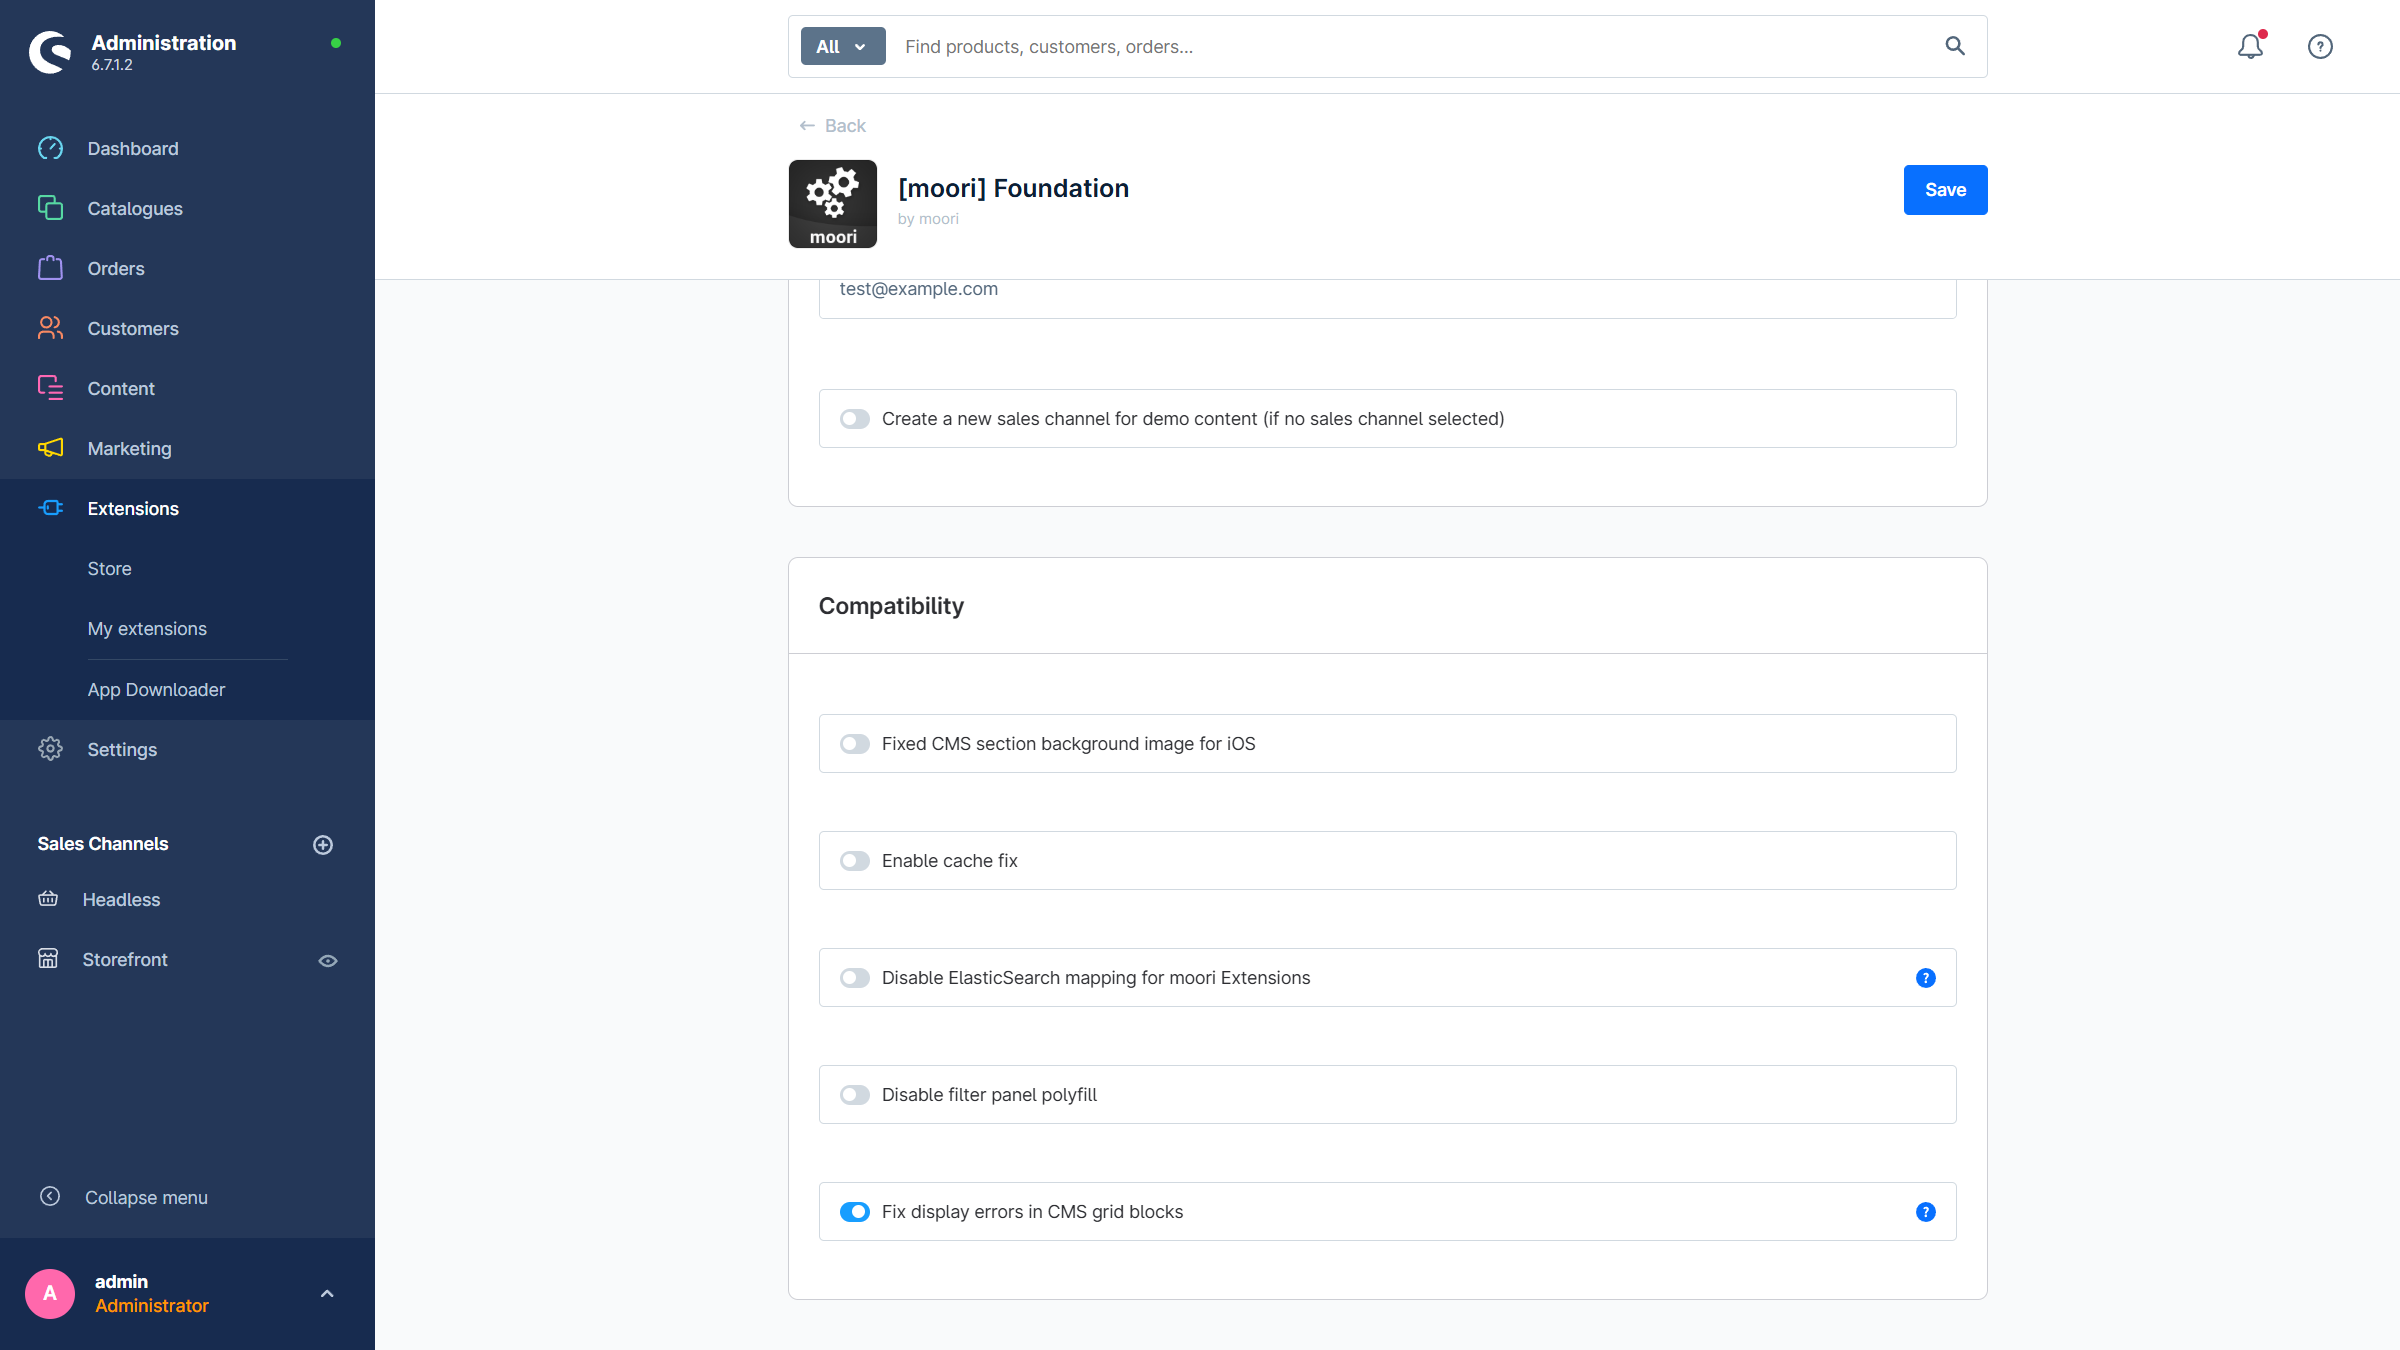 Administration
6.7.1.2
Dashboard
Catalogues
Orders
Customers
Content
Marketing
Extensions
Store
My extensions
App Downloader
Settings
Sales Channels
Headless
Storefront
Collapse menu
A
admin
Administrator
All
Find products, customers, orders...
Back
moori
[moori] Foundation
by moori
Save
test@example.com
Create a new sales channel for demo content (if no sales channel selected)
Compatibility
Fixed CMS section background image for iOS
Enable cache fix
Disable ElasticSearch mapping for moori Extensions
Disable filter panel polyfill
Fix display errors in CMS grid blocks